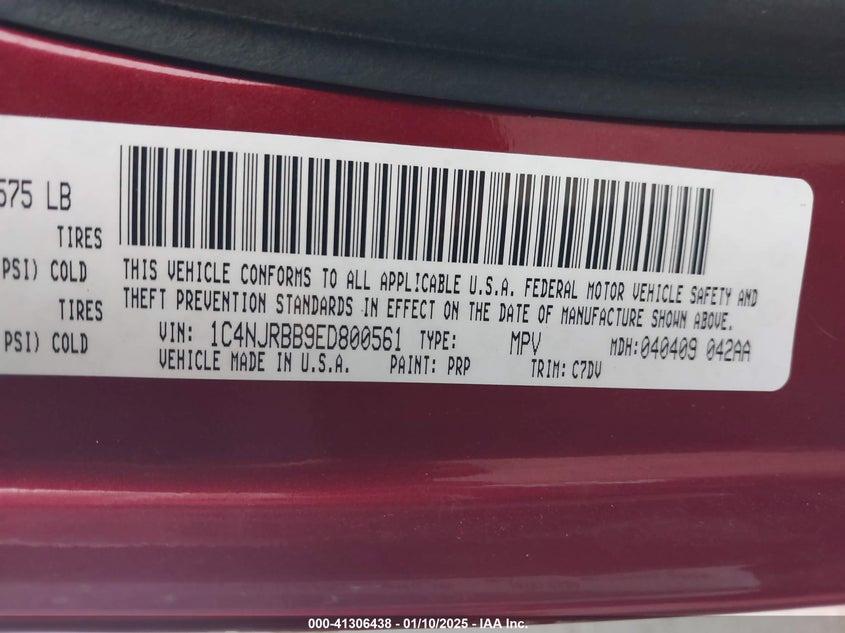 575 LB
TIRES
PSI) COLD
TIRES
PSI) COLD
THIS VEHICLE CONFORMS TO ALL APPLICABLE U.S.A. FEDERAL MOTOR VEHICLE SAFETY AND
THEFT PREVENTION STANDARDS IN EFFECT ON THE DATE OF MANUFACTURE SHOWN ABOVE.
VIN: 1C4NJRBB9ED800561 TYPE: MPV MDH: 040409 042AA
VEHICLE MADE IN U.S.A. PAINT: PRP TRIM: C7DV
000-41306438 - 01/10/2025 - IAA Inc.